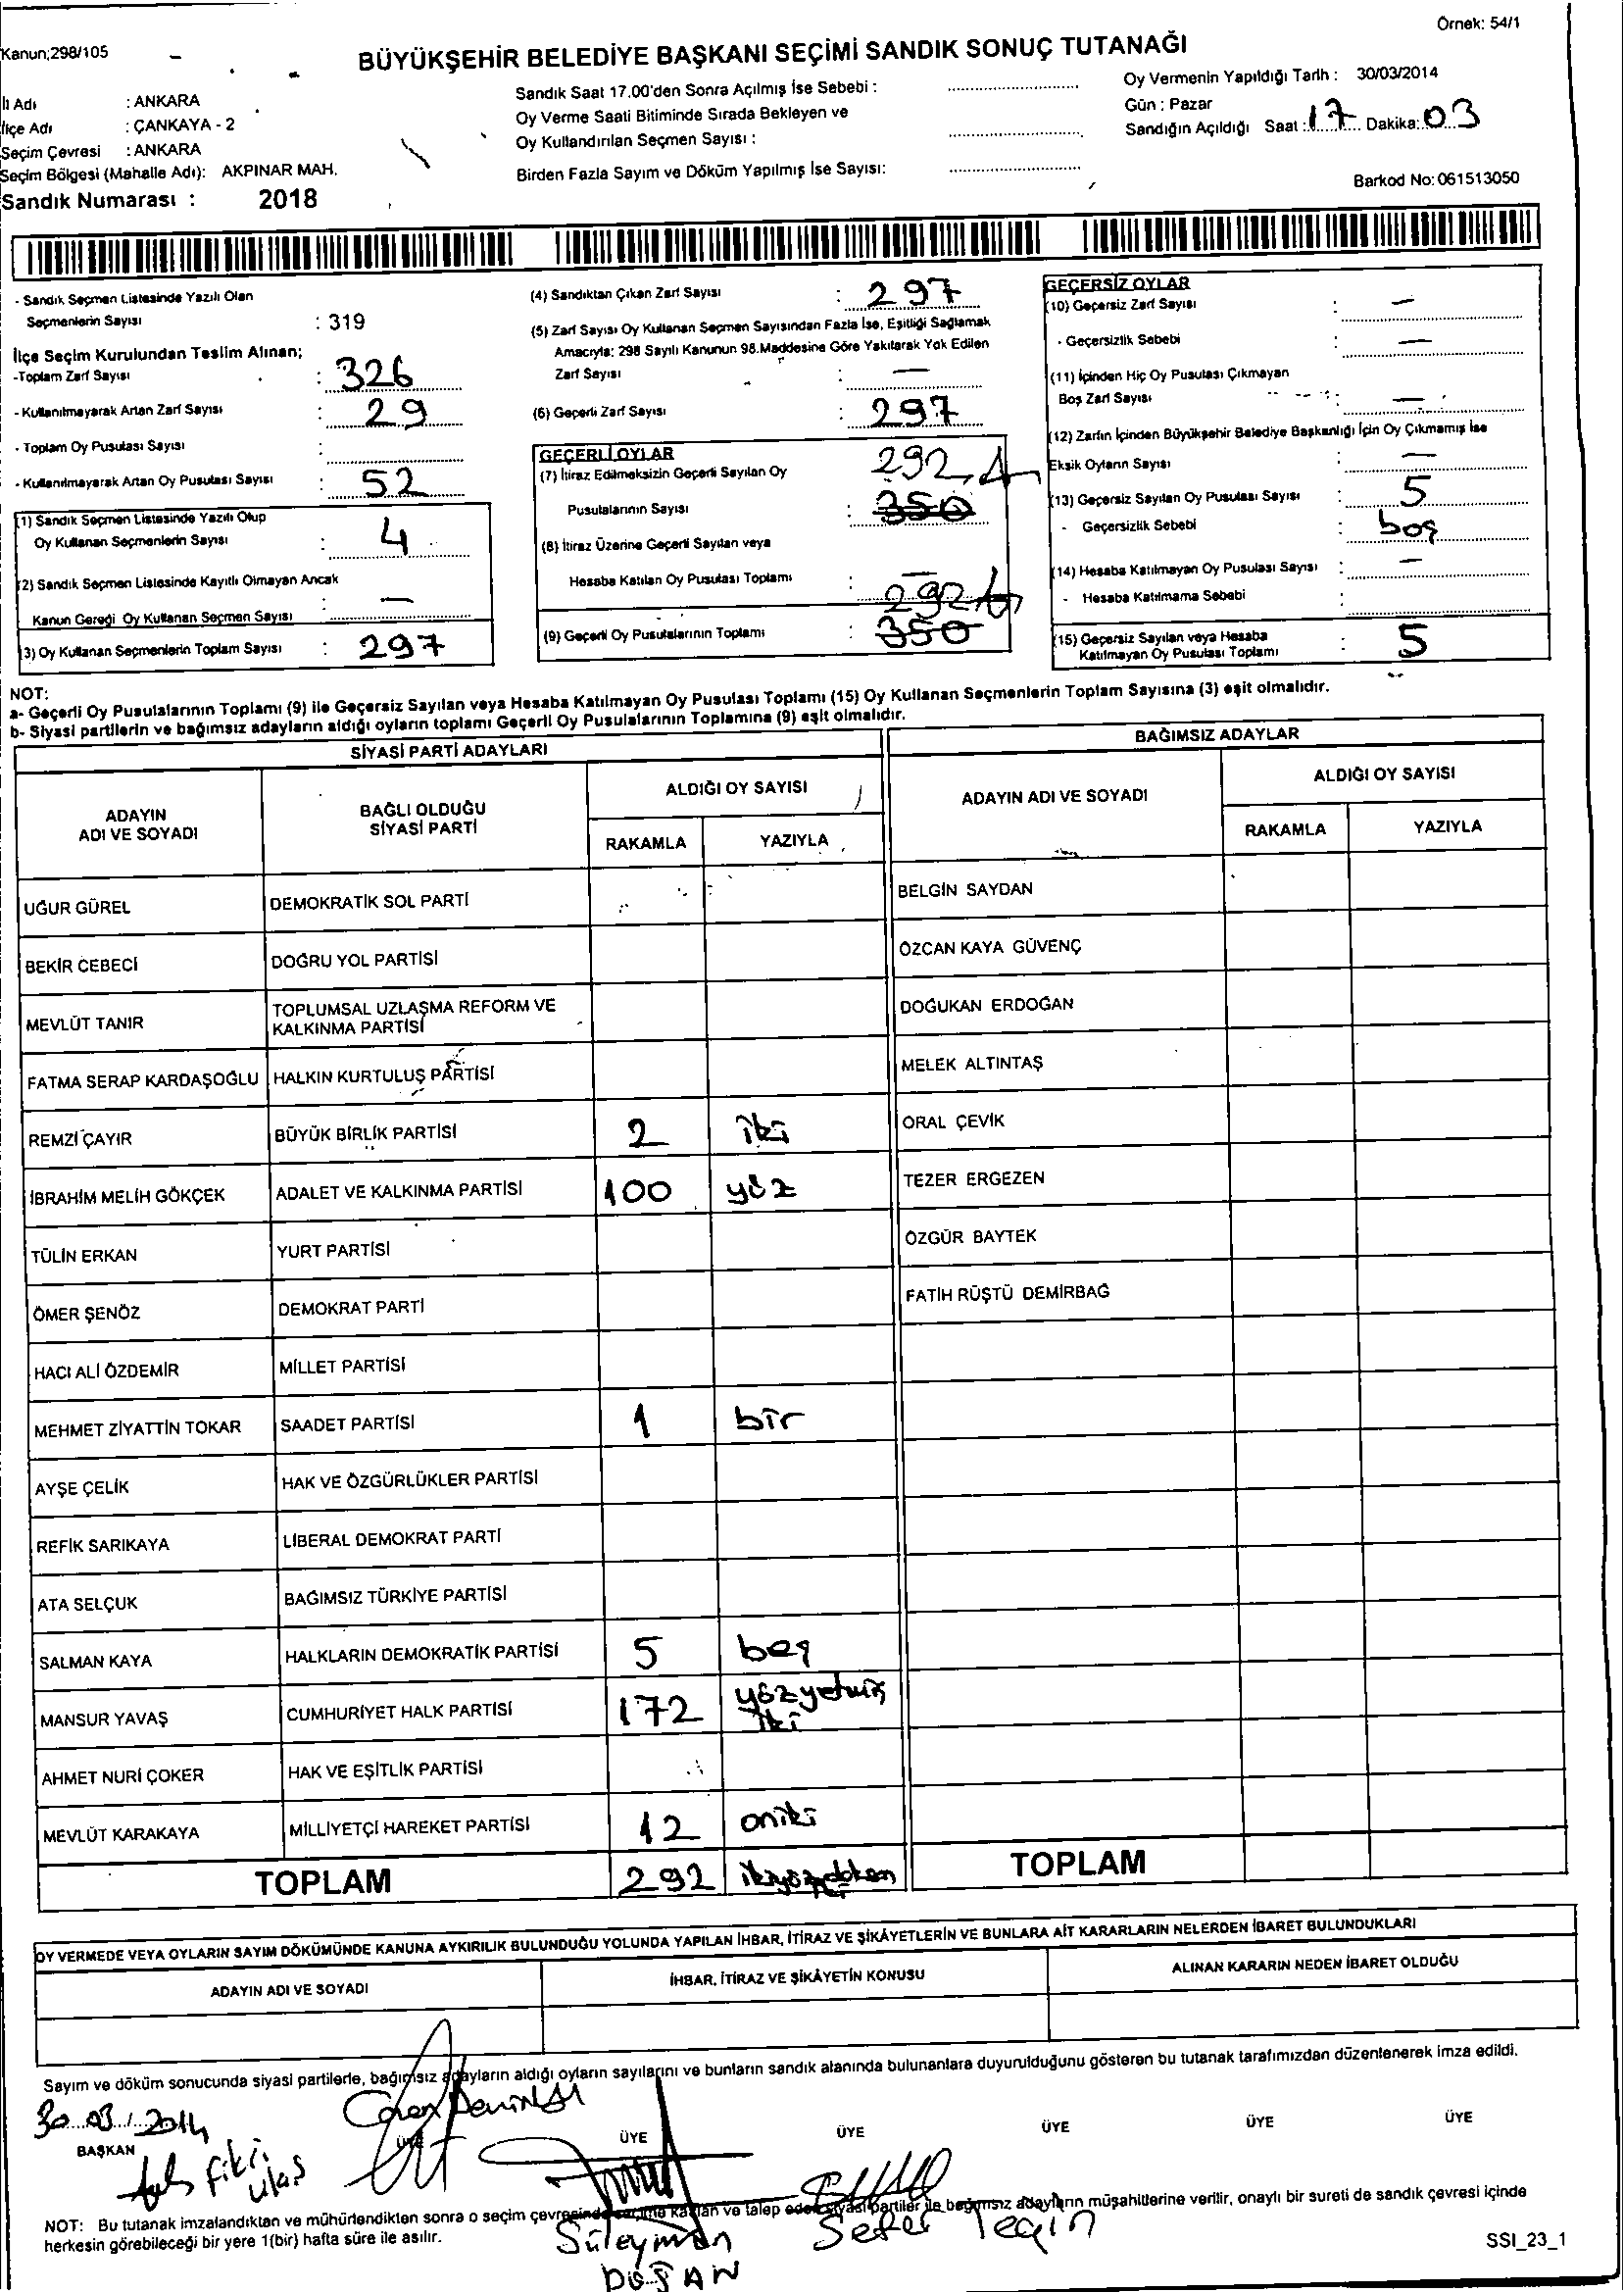 Örnek: 54/1
Kanun;298/105
BÜYÜKŞEHİR BELEDİYE BAŞKANI SEÇİMİ SANDIK SONUÇ TUTANAĞI
İl Adı : ANKARA
İlçe Adı : ÇANKAYA - 2
Seçim Çevresi : ANKARA
Seçim Bölgesi (Mahalle Adı): AKPINAR MAH.
Sandık Numarası : 2018
Sandık Saat 17.00'den Sonra Açılmış İse Sebebi :
Oy Verme Saati Bitiminde Sırada Bekleyen ve
Oy Kullandırılan Seçmen Sayısı :
Birden Fazla Sayım ve Döküm Yapılmış İse Sayısı:
Oy Vermenin Yapıldığı Tarih : 30/03/2014
Gün : Pazar
Sandığın Açıldığı Saat : 17 Dakika: 03
Barkod No: 061513050
- Sandık Seçmen Listesinde Yazılı Olan
Seçmenlerin Sayısı : 319
İlçe Seçim Kurulundan Teslim Alınan;
-Toplam Zarf Sayısı : 326
- Kullanılmayarak Artan Zarf Sayısı : 29
- Toplam Oy Pusulası Sayısı :
- Kullanılmayarak Artan Oy Pusulası Sayısı : 52
(1) Sandık Seçmen Listesinde Yazılı Olup
Oy Kullanan Seçmenlerin Sayısı : 4
(2) Sandık Seçmen Listesinde Kayıtlı Olmayan Ancak
Kanun Gereği Oy Kullanan Seçmen Sayısı : —
(3) Oy Kullanan Seçmenlerin Toplam Sayısı : 297
(4) Sandıktan Çıkan Zarf Sayısı : 297
(5) Zarf Sayısı Oy Kullanan Seçmen Sayısından Fazla İse, Eşitliği Sağlamak
Amacıyla: 298 Sayılı Kanunun 98.Maddesine Göre Yakılarak Yok Edilen
Zarf Sayısı : —
(6) Geçerli Zarf Sayısı : 297
GEÇERLİ OYLAR
(7) İtiraz Edilmeksizin Geçerli Sayılan Oy 292
Pusulalarının Sayısı : 350
(8) İtiraz Üzerine Geçerli Sayılan veya
Hesaba Katılan Oy Pusulası Toplamı : —
292
(9) Geçerli Oy Pusulalarının Toplamı : 350
GEÇERSİZ OYLAR
(10) Geçersiz Zarf Sayısı : —
- Geçersizlik Sebebi : —
(11) İçinden Hiç Oy Pusulası Çıkmayan
Boş Zarf Sayısı : —
(12) Zarfın İçinden Büyükşehir Belediye Başkanlığı İçin Oy Çıkmamış İse
Eksik Oyların Sayısı : —
(13) Geçersiz Sayılan Oy Pusulası Sayısı : 5
- Geçersizlik Sebebi : boş
(14) Hesaba Katılmayan Oy Pusulası Sayısı : —
- Hesaba Katılmama Sebebi :
(15) Geçersiz Sayılan veya Hesaba
Katılmayan Oy Pusulası Toplamı : 5
NOT:
a- Geçerli Oy Pusulalarının Toplamı (9) ile Geçersiz Sayılan veya Hesaba Katılmayan Oy Pusulası Toplamı (15) Oy Kullanan Seçmenlerin Toplam Sayısına (3) eşit olmalıdır.
b- Siyasi partilerin ve bağımsız adayların aldığı oyların toplamı Geçerli Oy Pusulalarının Toplamına (9) eşit olmalıdır.
SİYASİ PARTİ ADAYLARI
BAĞIMSIZ ADAYLAR
ADAYIN
ADI VE SOYADI
BAĞLI OLDUĞU
SİYASİ PARTİ
ALDIĞI OY SAYISI
RAKAMLA YAZIYLA
ADAYIN ADI VE SOYADI
ALDIĞI OY SAYISI
RAKAMLA YAZIYLA
UĞUR GÜREL DEMOKRATİK SOL PARTİ BELGİN SAYDAN
BEKİR CEBECİ DOĞRU YOL PARTİSİ ÖZCAN KAYA GÜVENÇ
MEVLÜT TANIR TOPLUMSAL UZLAŞMA REFORM VE
KALKINMA PARTİSİ DOĞUKAN ERDOĞAN
FATMA SERAP KARDAŞOĞLU HALKIN KURTULUŞ PARTİSİ MELEK ALTINTAŞ
REMZİ ÇAYIR BÜYÜK BİRLİK PARTİSİ 2 iki ORAL ÇEVİK
İBRAHİM MELİH GÖKÇEK ADALET VE KALKINMA PARTİSİ 100 yüz TEZER ERGEZEN
TÜLİN ERKAN YURT PARTİSİ ÖZGÜR BAYTEK
ÖMER ŞENÖZ DEMOKRAT PARTİ FATİH RÜŞTÜ DEMİRBAĞ
HACI ALİ ÖZDEMİR MİLLET PARTİSİ
MEHMET ZİYATTİN TOKAR SAADET PARTİSİ 1 bir
AYŞE ÇELİK HAK VE ÖZGÜRLÜKLER PARTİSİ
REFİK SARIKAYA LİBERAL DEMOKRAT PARTİ
ATA SELÇUK BAĞIMSIZ TÜRKİYE PARTİSİ
SALMAN KAYA HALKLARIN DEMOKRATİK PARTİSİ 5 beş
MANSUR YAVAŞ CUMHURİYET HALK PARTİSİ 172 yüzyetmiş
iki
AHMET NURİ ÇOKER HAK VE EŞİTLİK PARTİSİ
MEVLÜT KARAKAYA MİLLİYETÇİ HAREKET PARTİSİ 12 oniki
TOPLAM 292 TOPLAM
OY VERMEDE VEYA OYLARIN SAYIM DÖKÜMÜNDE KANUNA AYKIRILIK BULUNDUĞU YOLUNDA YAPILAN İHBAR, İTİRAZ VE ŞİKÂYETLERİN VE BUNLARA AİT KARARLARIN NELERDEN İBARET BULUNDUKLARI
ADAYIN ADI VE SOYADI İHBAR, İTİRAZ VE ŞİKÂYETİN KONUSU ALINAN KARARIN NEDEN İBARET OLDUĞU
Sayım ve döküm sonucunda siyasi partilerle, bağımsız adayların aldığı oyların sayılarını ve bunların sandık alanında bulunanlara duyurulduğunu gösteren bu tutanak tarafımızdan düzenlenerek imza edildi.
30.03.2014
BAŞKAN ÜYE ÜYE ÜYE ÜYE ÜYE ÜYE
Fikri
Ulaş
NOT: Bu tutanak imzalandıktan ve mühürlendikten sonra o seçim çevresinde seçime katılan ve talep eden siyasi partiler ile bağımsız adayların müşahitlerine verilir, onaylı bir sureti de sandık çevresi içinde
herkesin görebileceği bir yere 1(bir) hafta süre ile asılır.
Süleyman
DOĞAN
Sefer Tegin
SSI_23_1